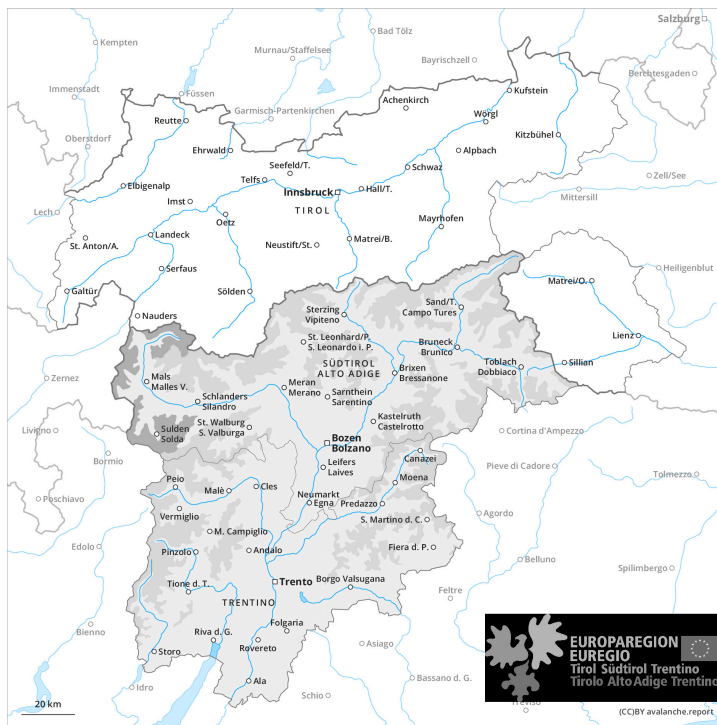 Salzburg
Kempten
Bad Tölz
Murnau/Staffelsee
Bayrischzell
Berchtesgaden
Immenstadt
Füssen
Garmisch-Partenkirchen
Achenkirch
Kufstein
Reutte
Wörgl
Oberstdorf
Ehrwald
Kitzbühel
Alpbach
Seefeld/T.
Schwaz
Zell/See
Telfs
Elbigenalp
Innsbruck
Hall/T.
Mittersill
Imst
TIROL
Lech
Oetz
Mayrhofen
St. Anton/A.
Landeck
Neustift/St.
Matrei/B.
Heiligenblut
Serfaus
Matrei/O.
Galtür
Sölden
Sand/T.
Campo Tures
Nauders
Sterzing
Vipiteno
Lienz
St. Leonhard/P.
S. Leonardo i. P.
Bruneck
Brunico
SÜDTIROL
ALTO ADIGE
Toblach
Dobbiaco
Sillian
Brixen
Bressanone
Zernez
Mals
Malles V.
Meran
Merano
Schlanders
Silandro
Sarnthein
Sarentino
St. Walburg
S. Valburga
Kastelruth
Castelrotto
Livigno
Sulden
Solda
Cortina d'Ampezzo
Bozen
Bolzano
Bormio
Canazei
Leifers
Laives
Pieve di Cadore
Tolmezzo
Peio
Malè
Cles
Moena
Poschiavo
Neumarkt
Egna
Predazzo
Vermiglio
Agordo
S. Martino d. C.
M. Campiglio
Edolo
Pinzolo
Andalo
Fiera d. P.
Belluno
Spilimbergo
Tione d. T.
Trento
Borgo Valsugana
Feltre
TRENTINO
Bienno
Folgaria
Riva d. G.
Rovereto
Asiago
Storo
Ala
Idro
Schio
Bassano d. G.
Treviso
EUROPAREGION
EUREGIO
Tirol Südtirol Trentino
Tirolo Alto Adige Trentino
20 km
(CC)BY avalanche.report